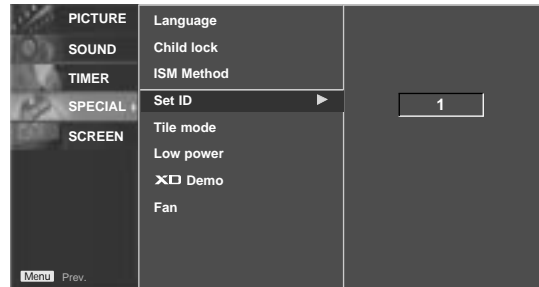 PICTURE
SOUND
TIMER
SPECIAL
SCREEN
Language
Child lock
ISM Method
Set ID
Tile mode
Low power
XD Demo
Fan
1
Menu Prev.